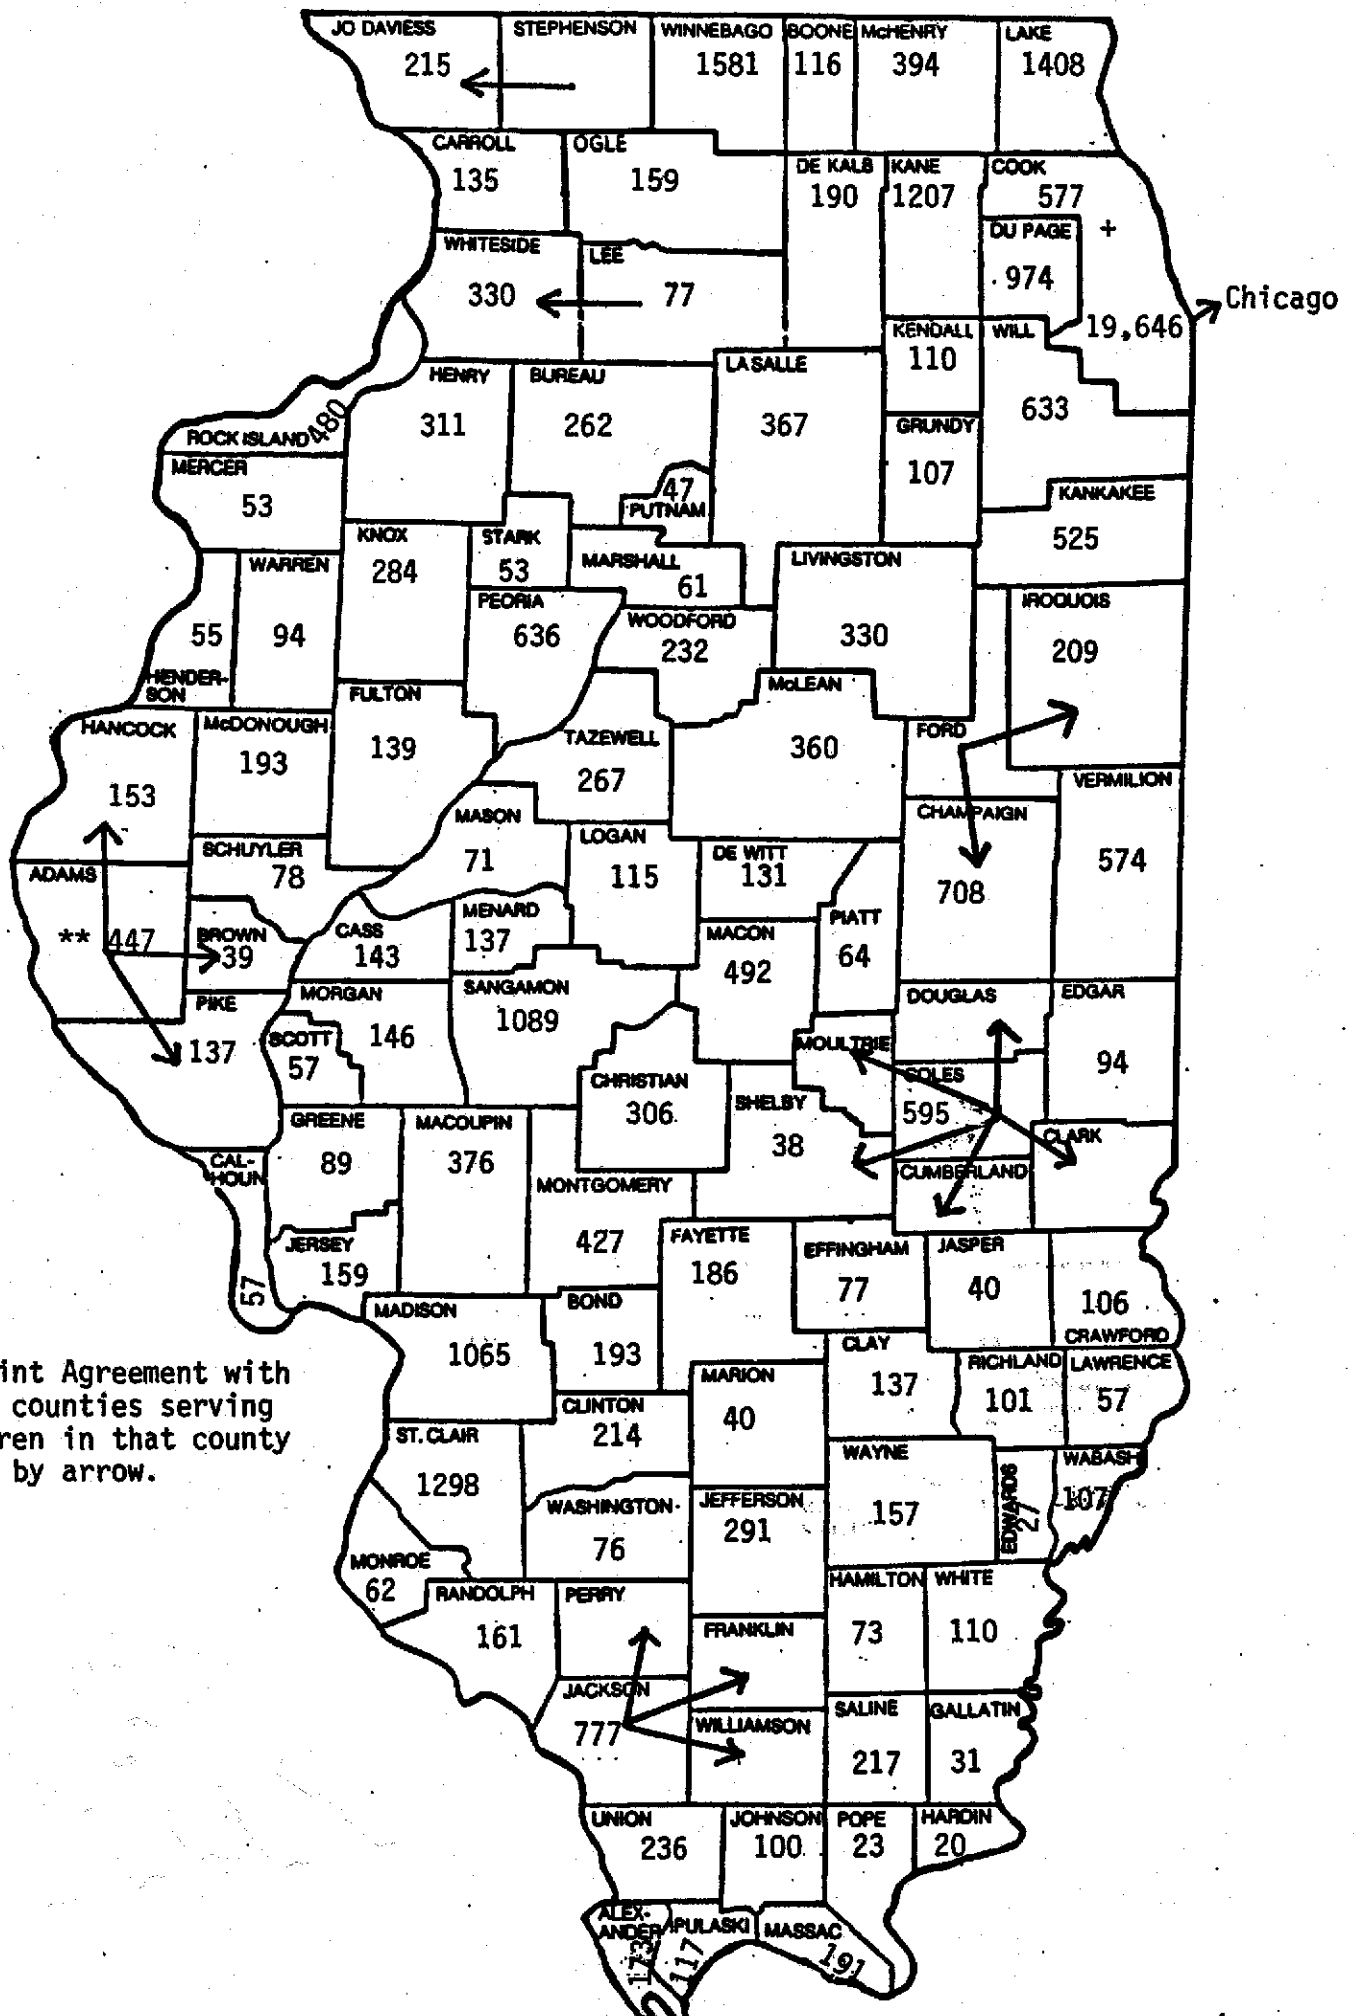 JO DAVIESS
215
STEPHENSON
WINNEBAGO
1581
BOONE
116
McHENRY
394
LAKE
1408
CARROLL
135
OGLE
159
DE KALB
190
KANE
1207
COOK
577
+
DU PAGE
974
19,646
Chicago
WHITESIDE
330
LEE
77
KENDALL
110
WILL
633
ROCK ISLAND
480
HENRY
311
BUREAU
262
LA SALLE
367
GRUNDY
107
MERCER
53
47
PUTNAM
KANKAKEE
525
KNOX
284
STARK
53
MARSHALL
61
LIVINGSTON
330
WARREN
94
55
HENDER-
SON
PEORIA
636
WOODFORD
232
IROQUOIS
209
HANCOCK
153
McDONOUGH
193
FULTON
139
TAZEWELL
267
McLEAN
360
FORD
VERMILION
574
CHAMPAIGN
708
MASON
71
LOGAN
115
DE WITT
131
SCHUYLER
78
ADAMS
** 447
BROWN
39
CASS
143
MENARD
137
MACON
492
PIATT
64
PIKE
137
MORGAN
146
SCOTT
57
SANGAMON
1089
DOUGLAS
EDGAR
94
MOULTRIE
COLES
595
CHRISTIAN
306
SHELBY
38
CLARK
CUMBERLAND
GREENE
89
MACOUPIN
376
CAL-
HOUN
57
MONTGOMERY
427
JERSEY
159
FAYETTE
186
EFFINGHAM
77
JASPER
40
106
CRAWFORD
MADISON
1065
BOND
193
int Agreement with
counties serving
ren in that county
by arrow.
CLAY
137
RICHLAND
101
LAWRENCE
57
MARION
40
CLINTON
214
ST. CLAIR
1298
WAYNE
157
EDWARDS
27
WABASH
107
WASHINGTON
76
JEFFERSON
291
MONROE
62
RANDOLPH
161
PERRY
HAMILTON
73
WHITE
110
FRANKLIN
JACKSON
777
WILLIAMSON
SALINE
217
GALLATIN
31
UNION
236
JOHNSON
100
POPE
23
HARDIN
20
ALEX-
ANDER
173
PULASKI
117
MASSAC
191